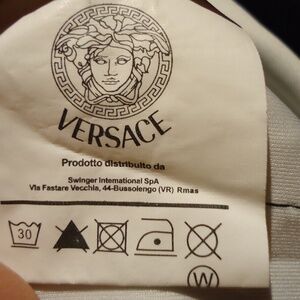 VERSACE
Prodotto distribuito da
Swinger International SpA
Via Fastare Vecchia, 44-Bussolengo (VR) Rmas
30
W